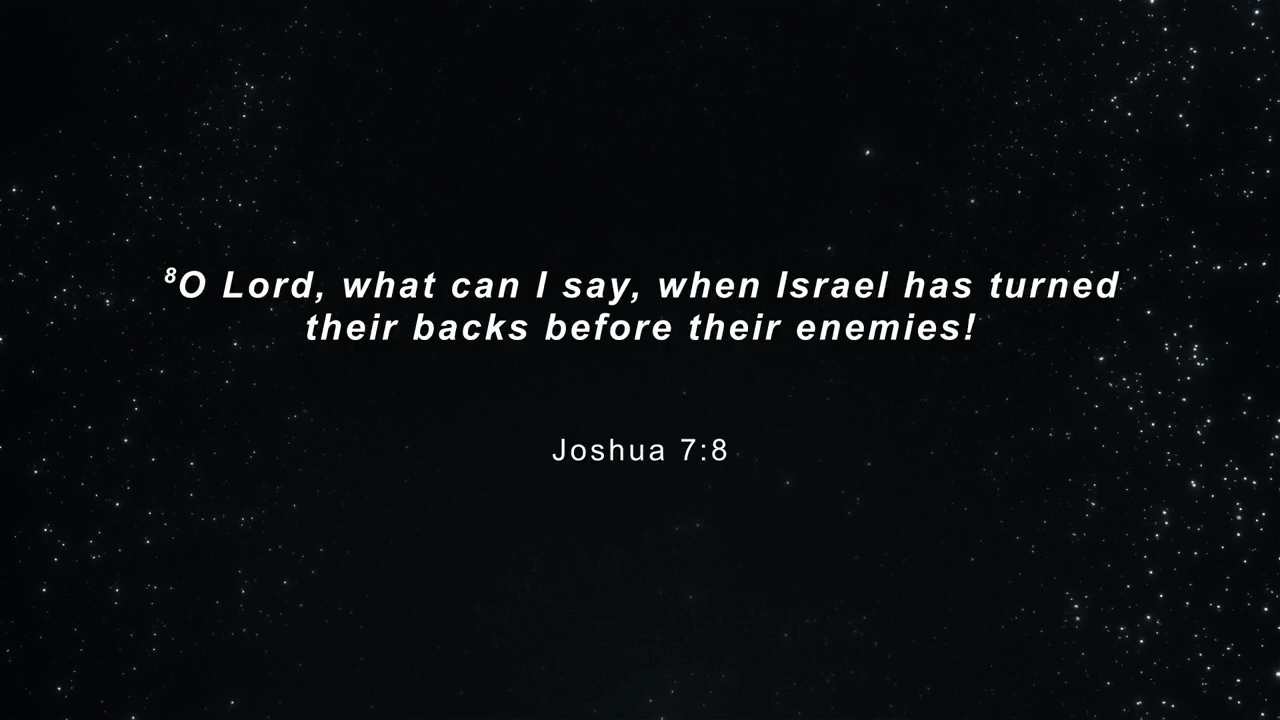 ⁸O Lord, what can I say, when Israel has turned
their backs before their enemies!
Joshua 7:8